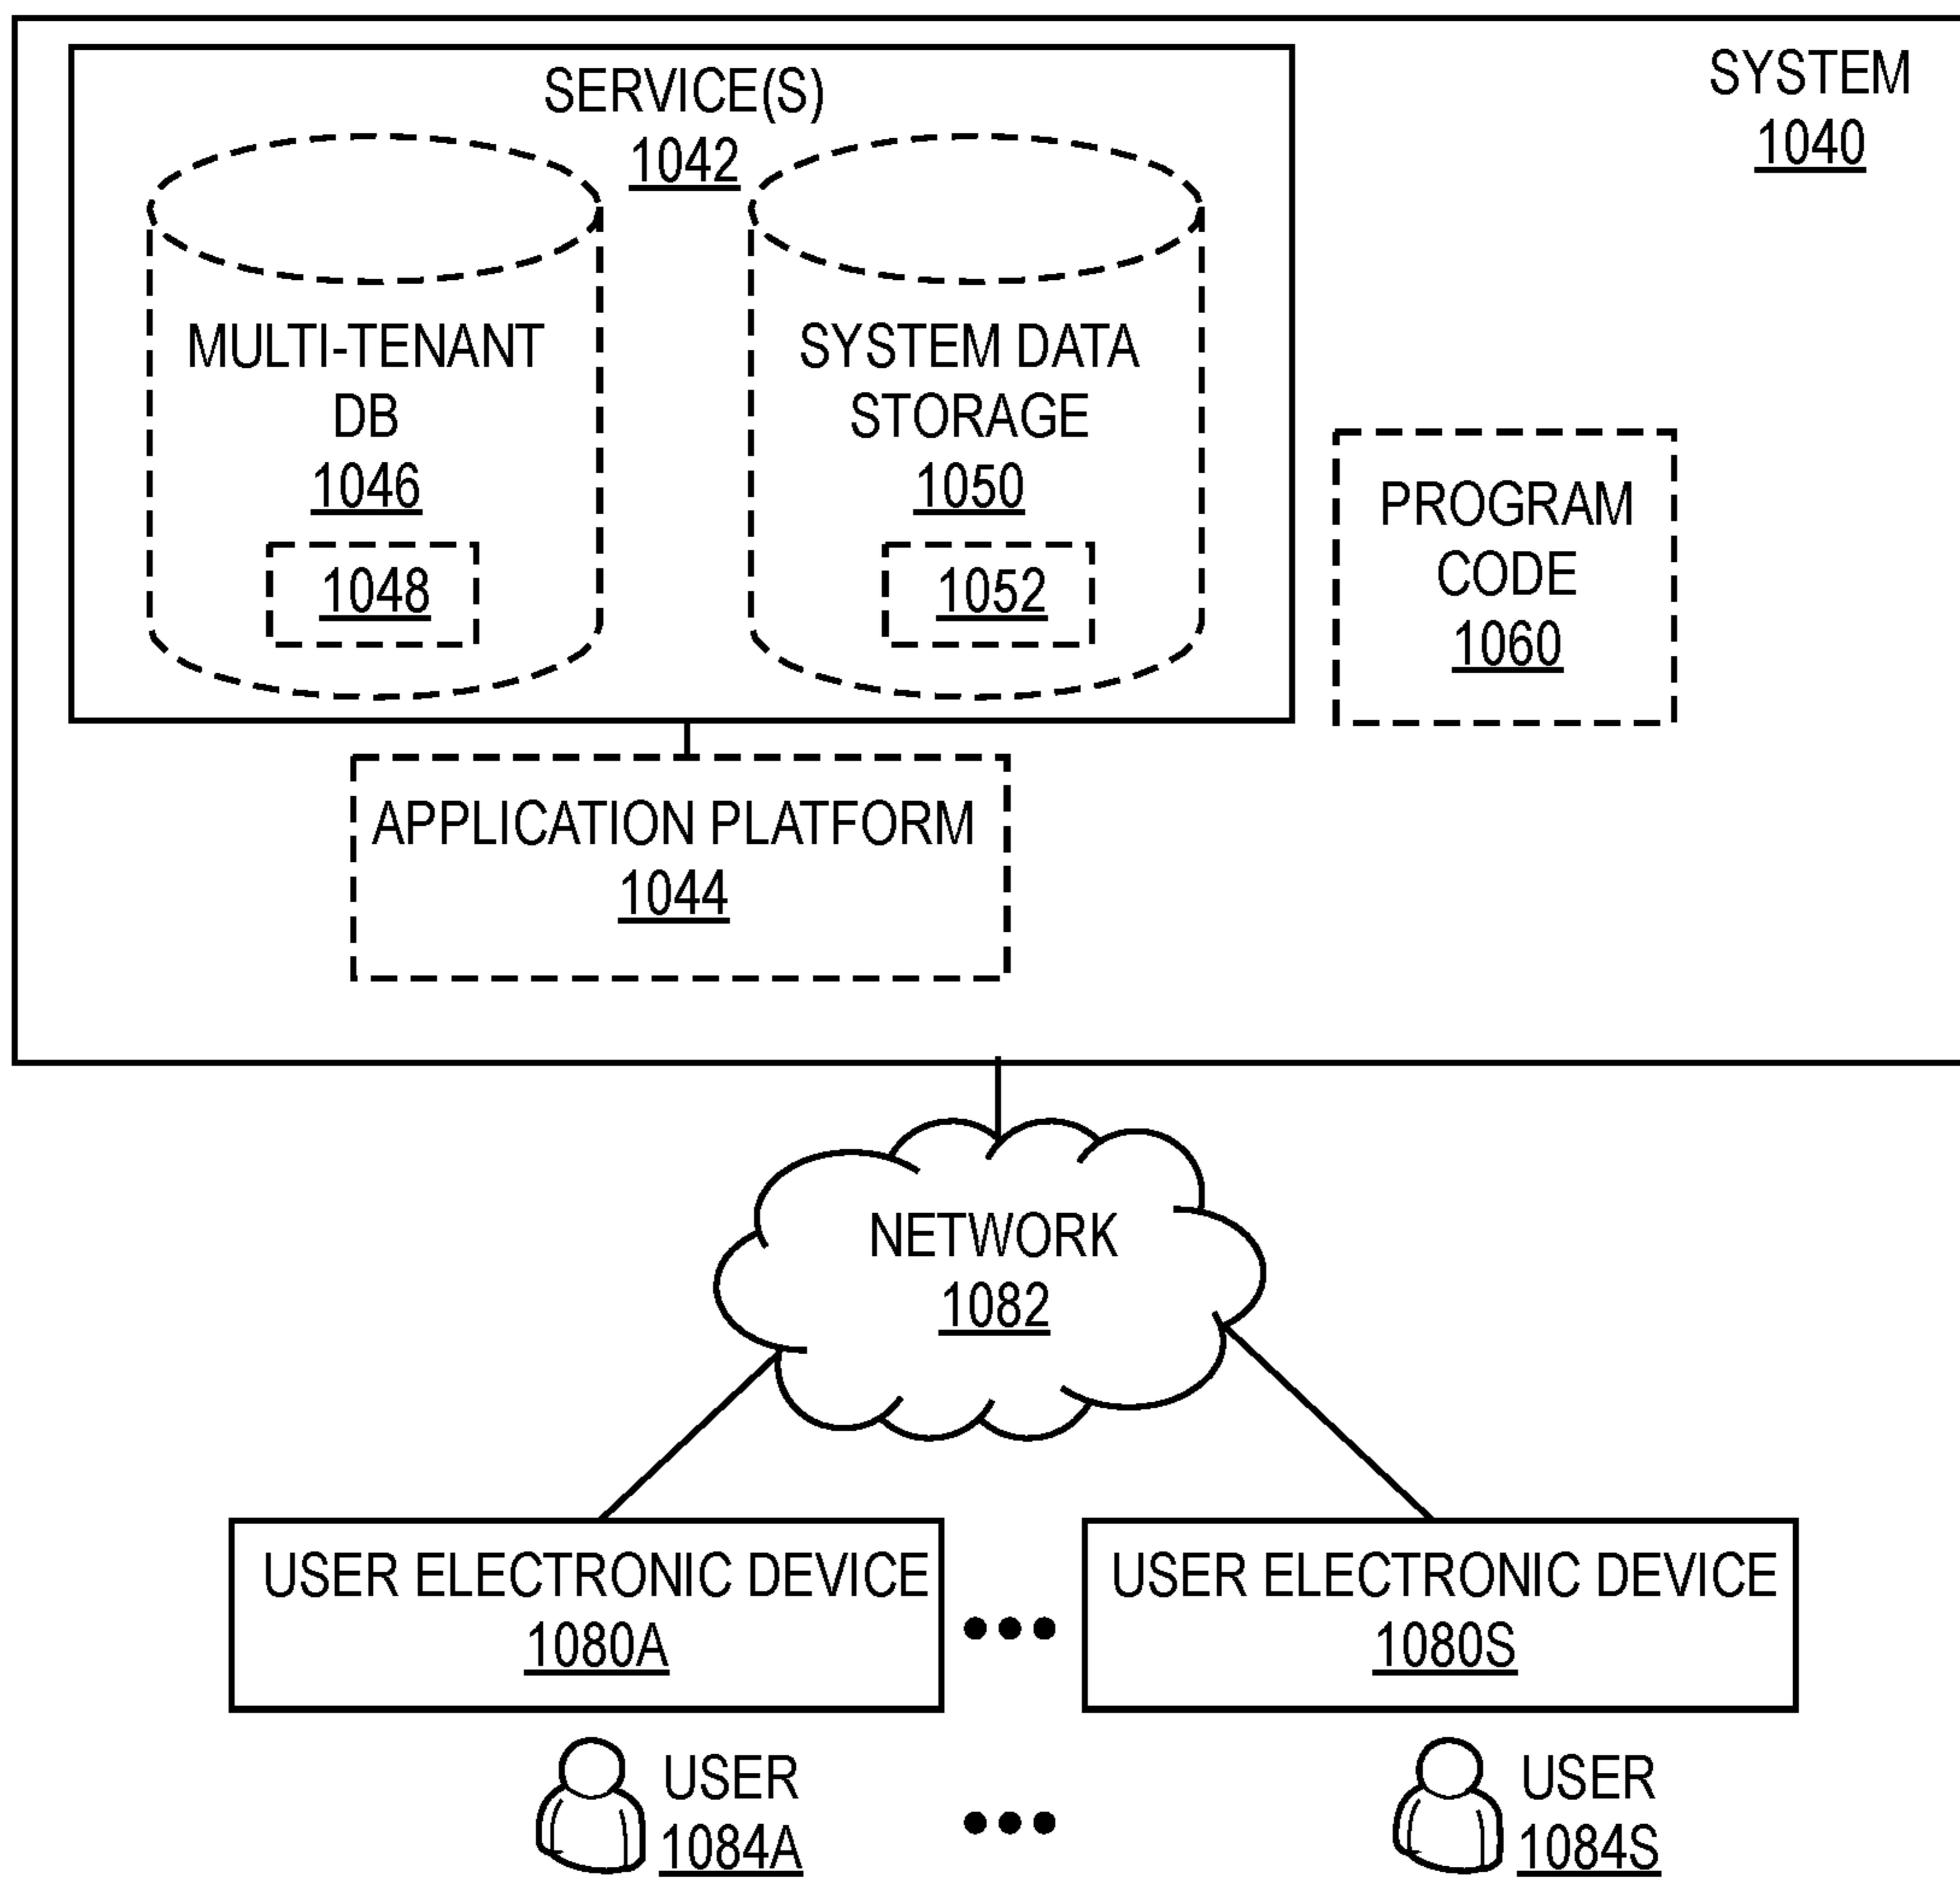 SYSTEM
1040
SERVICE(S)
1042
MULTI-TENANT
DB
1046
1048
SYSTEM DATA
STORAGE
1050
1052
PROGRAM
CODE
1060
APPLICATION PLATFORM
1044
NETWORK
1082
USER ELECTRONIC DEVICE
1080A
USER ELECTRONIC DEVICE
1080S
USER
1084A
USER
1084S